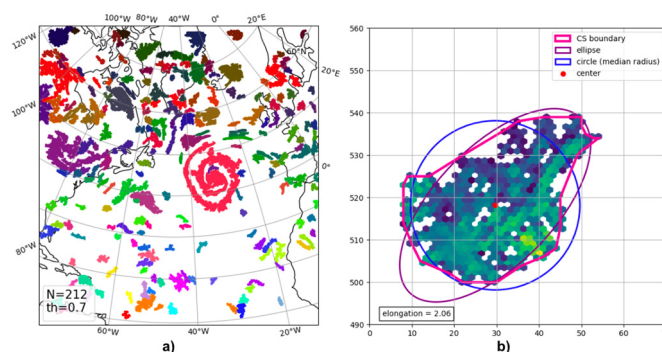 100°W 80°W 60°W 40°W 0° 20°E
120°W
60°N
20°E
100°W
0°
80°W
N=212
th=0.7
60°W 40°W 20°W
a)
560
550
540
530
520
510
500
490
0 10 20 30 40 50 60
CS boundary
ellipse
circle (median radius)
center
elongation = 2.06
b)